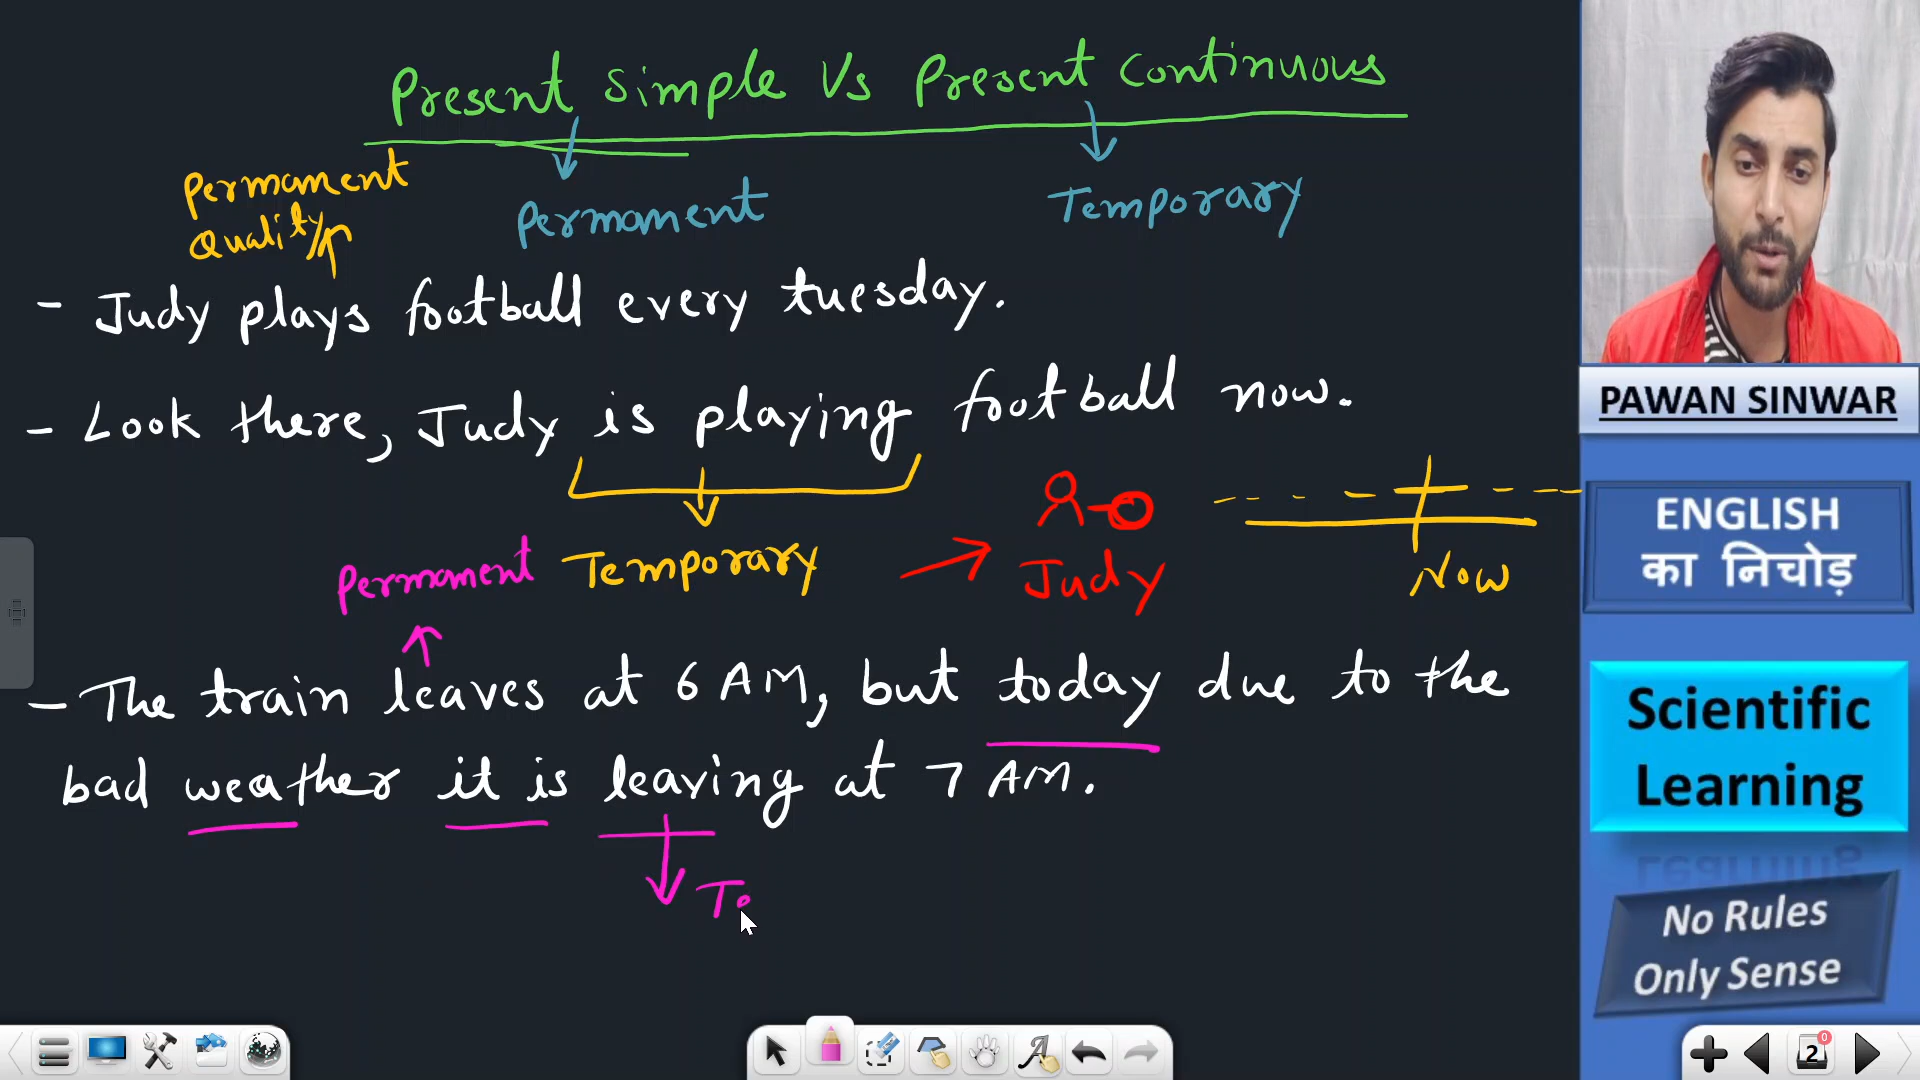 Present Simple Vs Present Continuous
Permanent
Quality
Permanent
Temporary
- Judy plays football every tuesday.
- Look there, Judy is playing football now.
Permanent
Temporary
Judy
Now
- The train leaves at 6 AM, but today due to the
bad weather it is leaving at 7 AM.
Te
PAWAN SINWAR
ENGLISH
का निचोड़
Scientific
Learning
No Rules
Only Sense
2
0